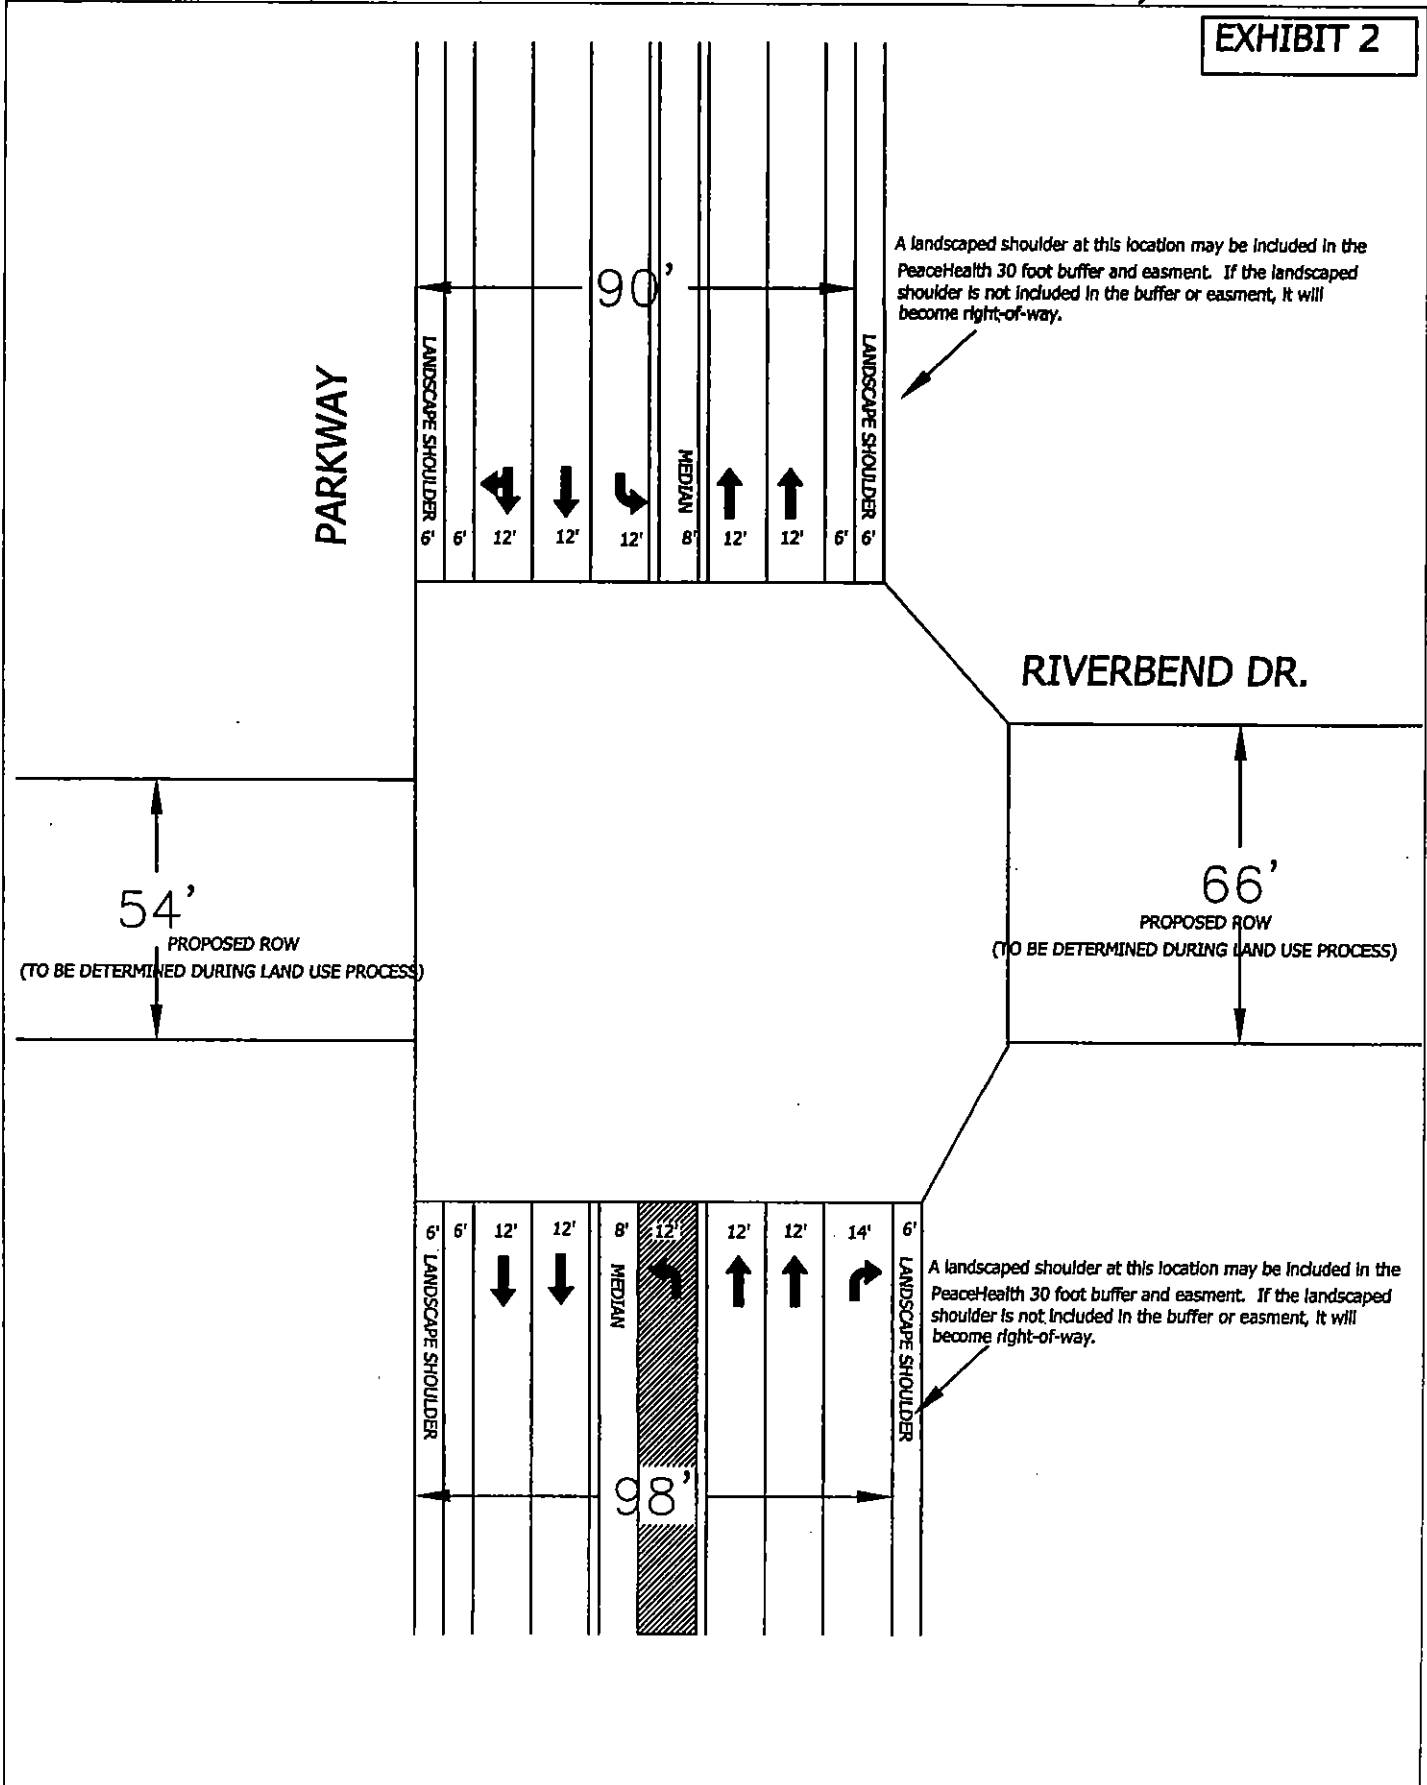 EXHIBIT 2
A landscaped shoulder at this location may be included in the
PeaceHealth 30 foot buffer and easment. If the landscaped
shoulder is not included in the buffer or easment, it will
become right-of-way.
90'
PARKWAY
LANDSCAPE SHOULDER
MEDIAN
LANDSCAPE SHOULDER
6' 6' 12' 12' 12' 8' 12' 12' 6' 6'
RIVERBEND DR.
54'
PROPOSED ROW
(TO BE DETERMINED DURING LAND USE PROCESS)
66'
PROPOSED ROW
(TO BE DETERMINED DURING LAND USE PROCESS)
6' 6' 12' 12' 8' 12' 12' 12' 14' 6'
LANDSCAPE SHOULDER
MEDIAN
LANDSCAPE SHOULDER
A landscaped shoulder at this location may be included in the
PeaceHealth 30 foot buffer and easment. If the landscaped
shoulder is not included in the buffer or easment, it will
become right-of-way.
98'